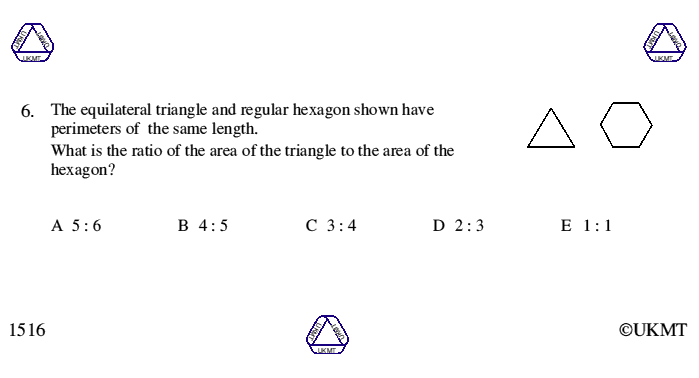 UKMT UKMT UKMT
UKMT UKMT UKMT
6. The equilateral triangle and regular hexagon shown have
perimeters of the same length.
What is the ratio of the area of the triangle to the area of the
hexagon?
A 5 : 6 B 4 : 5 C 3 : 4 D 2 : 3 E 1 : 1
1516
UKMT UKMT UKMT
©UKMT